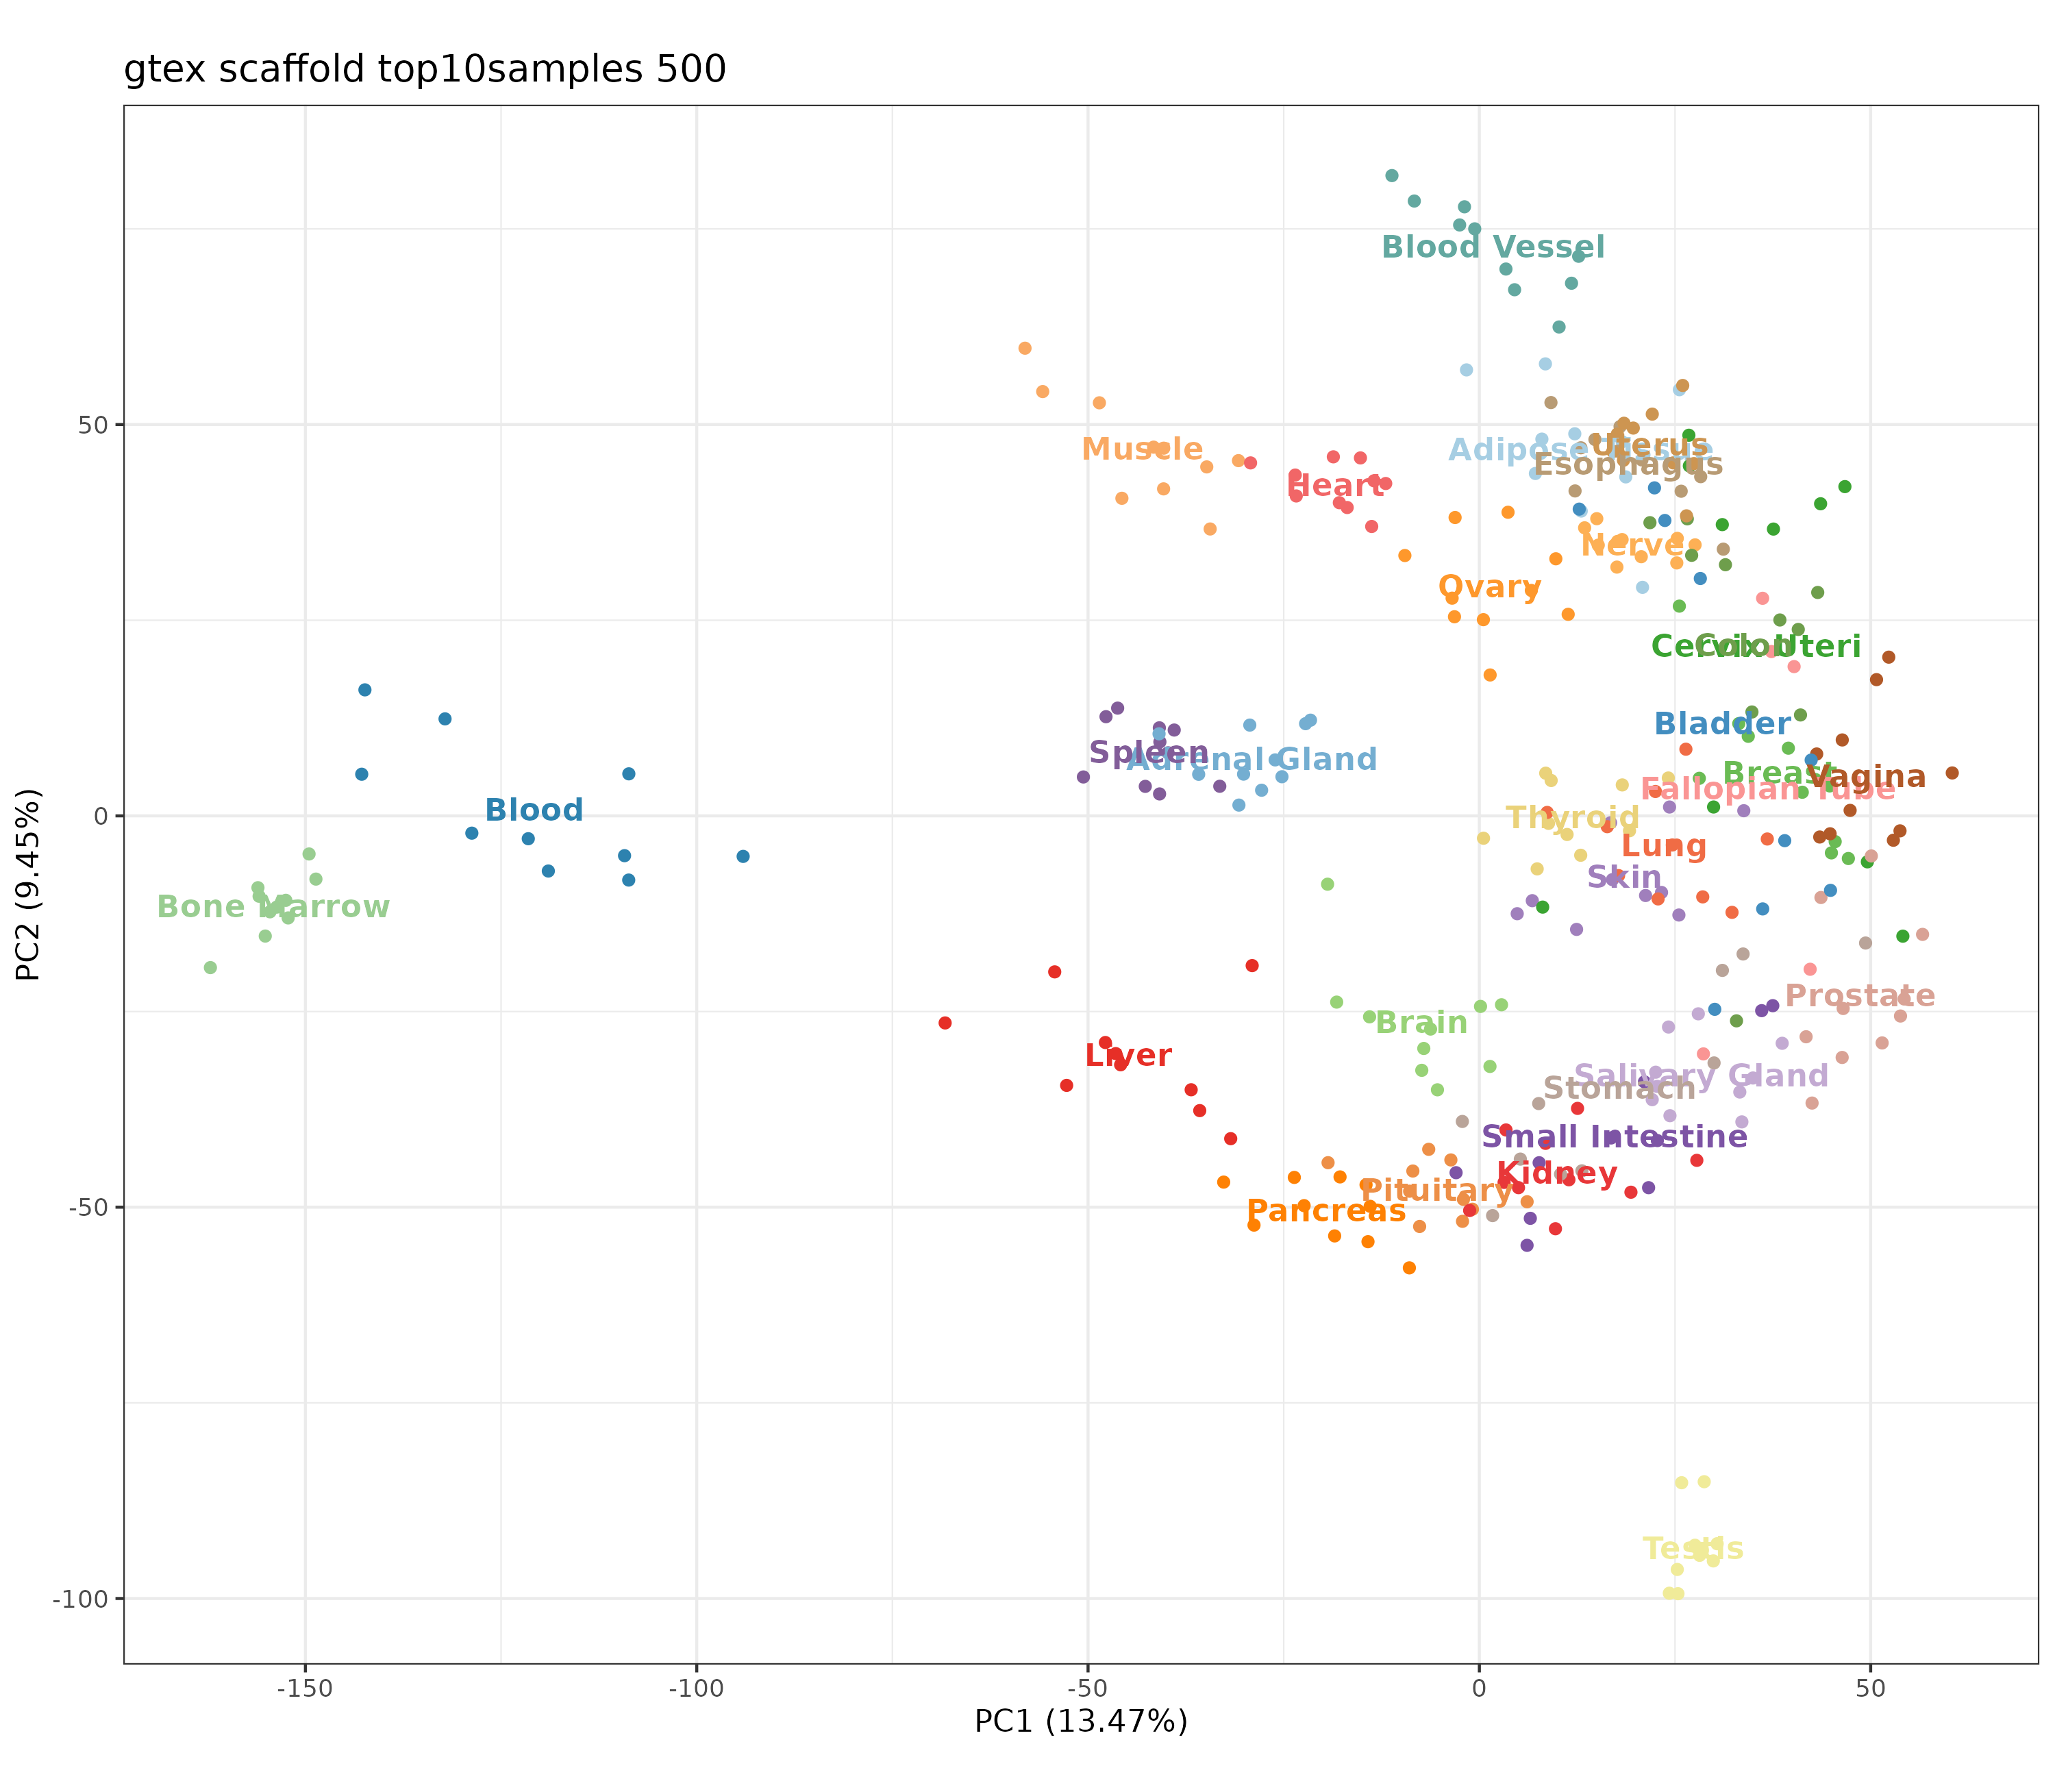 gtex scaffold top10samples 500
Blood Vessel
50
Muscle
Adipose Tissue
Uterus
Esophagus
Heart
Nerve
Ovary
Cervix Uteri
Colon
Bladder
Spleen
Adrenal Gland
Breast
Vagina
Fallopian Tube
0
Blood
Thyroid
Lung
Skin
Bone Marrow
PC2 (9.45%)
Prostate
Brain
Liver
Salivary Gland
Stomach
Small Intestine
Kidney
Pituitary
-50
Pancreas
Testis
-100
-150
-100
-50
0
50
PC1 (13.47%)